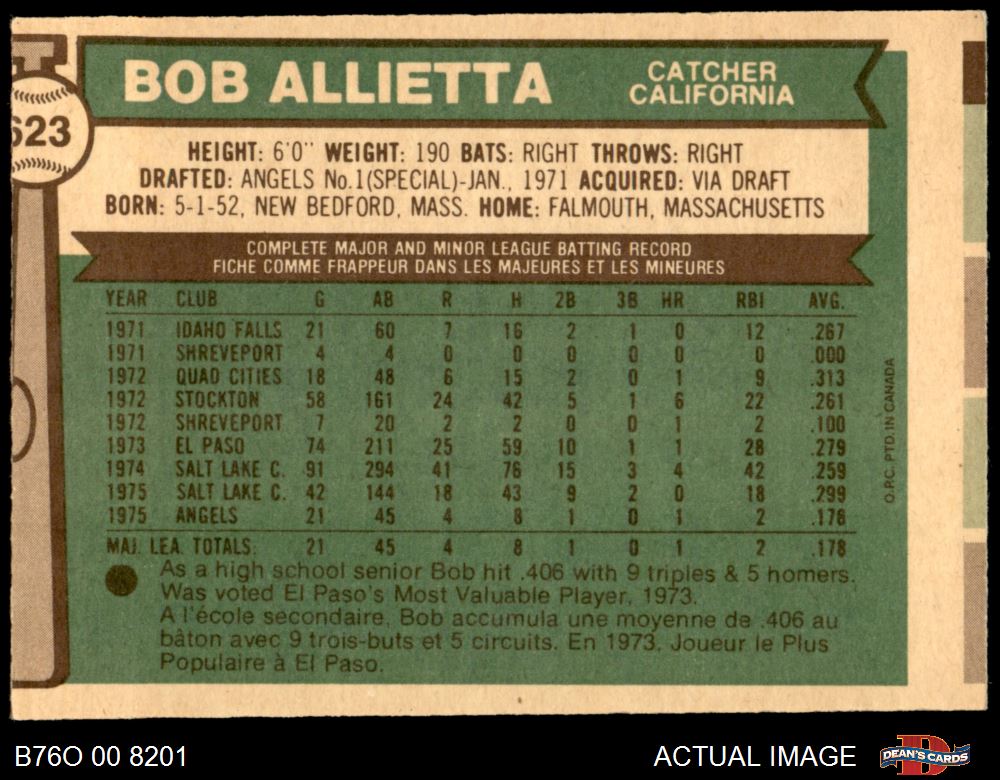 BOB ALLIETTA
CATCHER
CALIFORNIA
623
HEIGHT: 6'0" WEIGHT: 190 BATS: RIGHT THROWS: RIGHT
DRAFTED: ANGELS No.1(SPECIAL)-JAN., 1971 ACQUIRED: VIA DRAFT
BORN: 5-1-52, NEW BEDFORD, MASS. HOME: FALMOUTH, MASSACHUSETTS
COMPLETE MAJOR AND MINOR LEAGUE BATTING RECORD
FICHE COMME FRAPPEUR DANS LES MAJEURES ET LES MINEURES
YEAR CLUB G AB R H 2B 3B HR RBI AVG.
1971 IDAHO FALLS 21 60 7 16 2 1 0 12 .267
1971 SHREVEPORT 4 4 0 0 0 0 0 0 .000
1972 QUAD CITIES 18 48 6 15 2 0 1 9 .313
1972 STOCKTON 58 161 24 42 5 1 6 22 .261
1972 SHREVEPORT 7 20 2 2 0 0 1 2 .100
1973 EL PASO 74 211 25 59 10 1 1 28 .279
1974 SALT LAKE C. 91 294 41 76 15 3 4 42 .259
1975 SALT LAKE C. 42 144 18 43 9 2 0 18 .299
1975 ANGELS 21 45 4 8 1 0 1 2 .178
MAJ. LEA. TOTALS: 21 45 4 8 1 0 1 2 .178
As a high school senior Bob hit .406 with 9 triples & 5 homers.
Was voted El Paso's Most Valuable Player, 1973.
A l'école secondaire, Bob accumula une moyenne de .406 au
bâton avec 9 trois-buts et 5 circuits. En 1973, Joueur le Plus
Populaire à El Paso.
O.P.C. PTD. IN CANADA
B76O 00 8201
ACTUAL IMAGE
DEAN'S CARDS